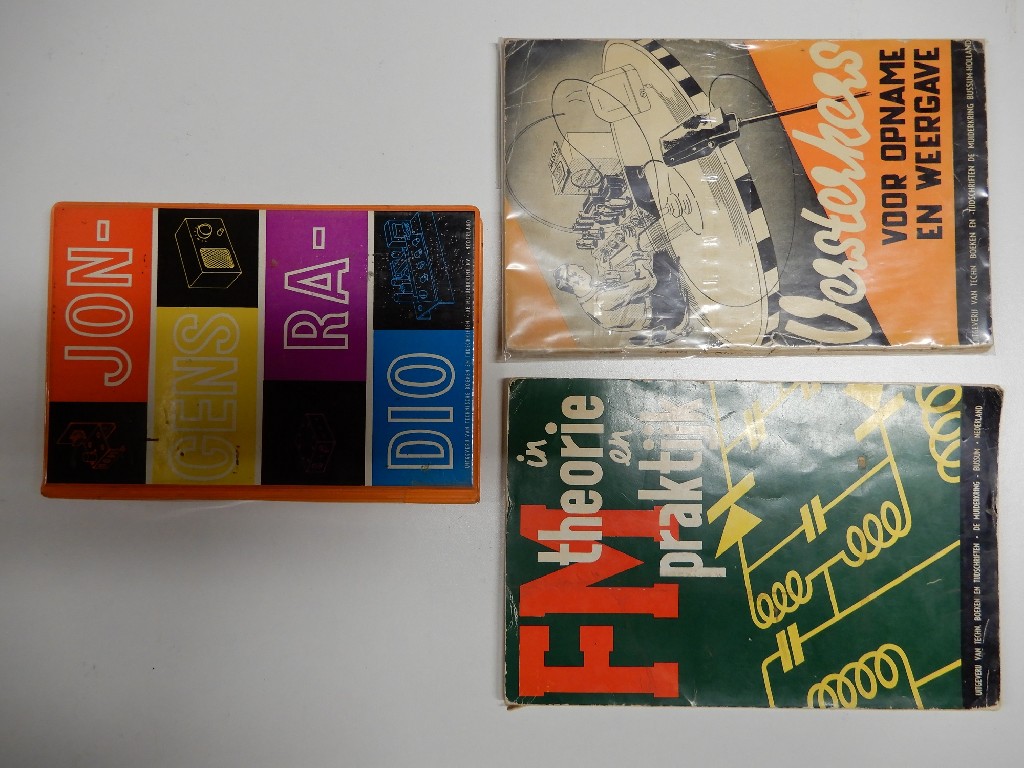 JON-
GENS
RA-
DIO
UITGEVERIJ VAN TECHNISCHE BOEKEN EN TIJDSCHRIFTEN - DE MUIDERKRING N.V. - NEDERLAND
Versterkers
VOOR OPNAME
EN WEERGAVE
UITGEVERIJ VAN TECHN. BOEKEN EN -TIJDSCHRIFTEN DE MUIDERKRING BUSSUM-HOLLAND
FM
in
theorie
en
praktijk
UITGEVERIJ VAN TECHN. BOEKEN EN TIJDSCHRIFTEN - DE MUIDERKRING - BUSSUM - NEDERLAND